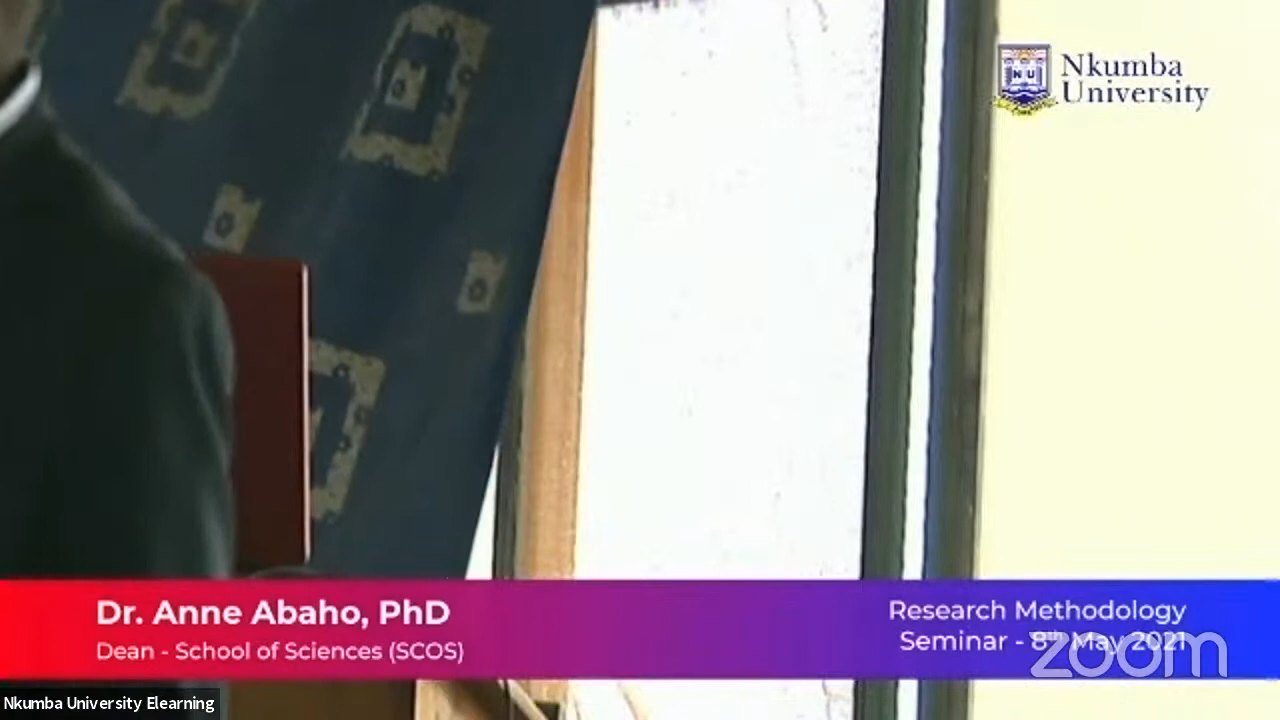 NU
Nkumba
University
Dr. Anne Abaho, PhD
Dean - School of Sciences (SCOS)
Research Methodology
Seminar - 8th May 2021
zoom
Nkumba University Elearning